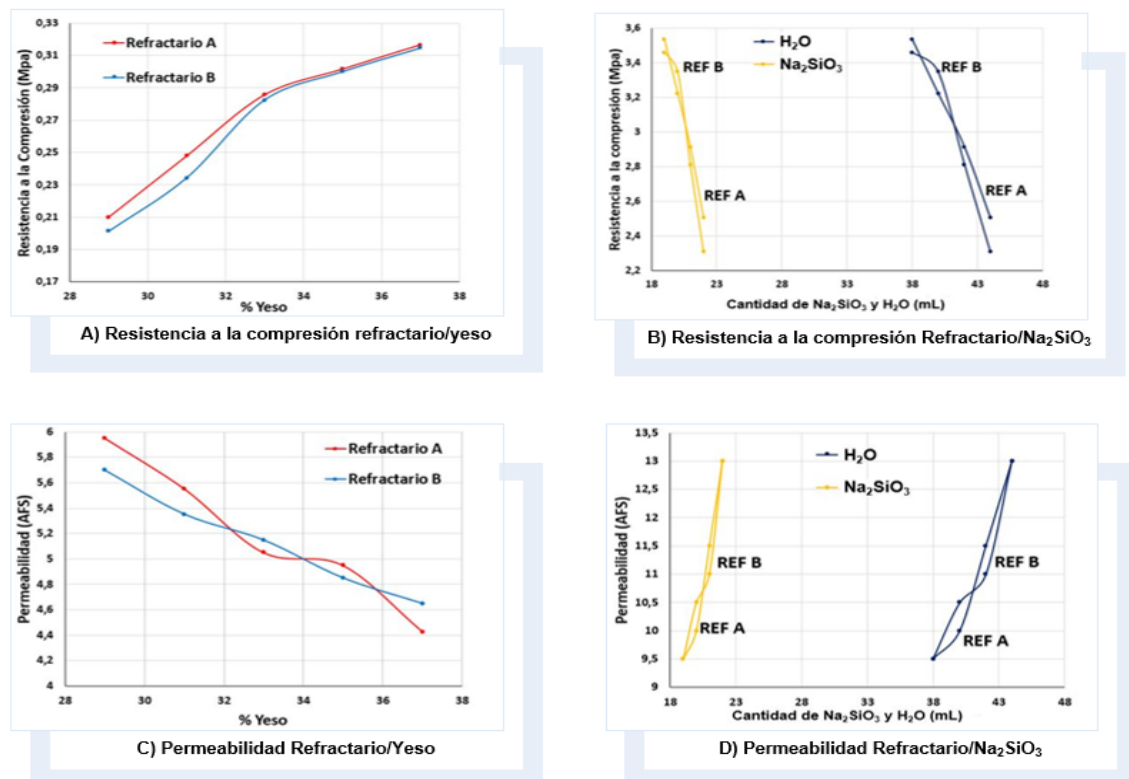 0,33
0,31
0,29
0,27
0,25
0,23
0,21
0,19
0,17
Resistencia a la Compresión (Mpa)
Refractario A
Refractario B
28 30 32 34 36 38
% Yeso
A) Resistencia a la compresión refractario/yeso
3,6
3,4
3,2
3
2,8
2,6
2,4
2,2
Resistencia a la compresión (Mpa)
H₂O
Na₂SiO₃
REF B
REF B
REF A
REF A
18 23 28 33 38 43 48
Cantidad de Na₂SiO₃ y H₂O (mL)
B) Resistencia a la compresión Refractario/Na₂SiO₃
6
5,8
5,6
5,4
5,2
5
4,8
4,6
4,4
4,2
4
Permeabilidad (AFS)
Refractario A
Refractario B
28 30 32 34 36 38
% Yeso
C) Permeabilidad Refractario/Yeso
13,5
13
12,5
12
11,5
11
10,5
10
9,5
9
Permeabilidad (AFS)
H₂O
Na₂SiO₃
REF B
REF B
REF A
REF A
18 23 28 33 38 43 48
Cantidad de Na₂SiO₃ y H₂O (mL)
D) Permeabilidad Refractario/Na₂SiO₃